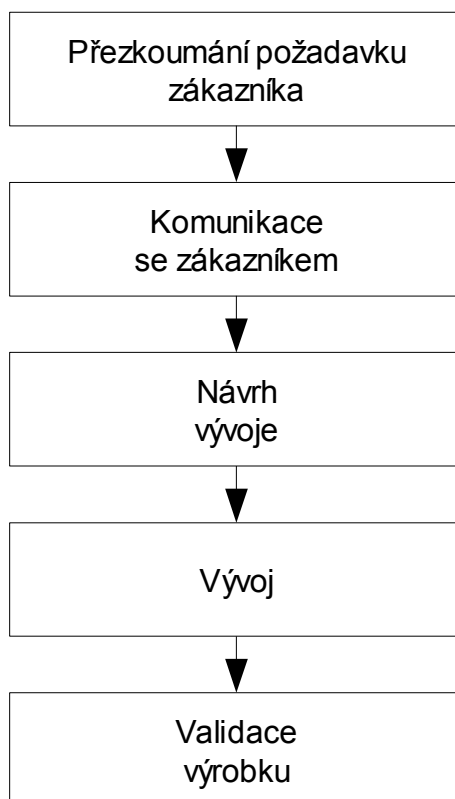 Přezkoumání požadavku
zákazníka
Komunikace
se zákazníkem
Návrh
vývoje
Vývoj
Validace
výrobku